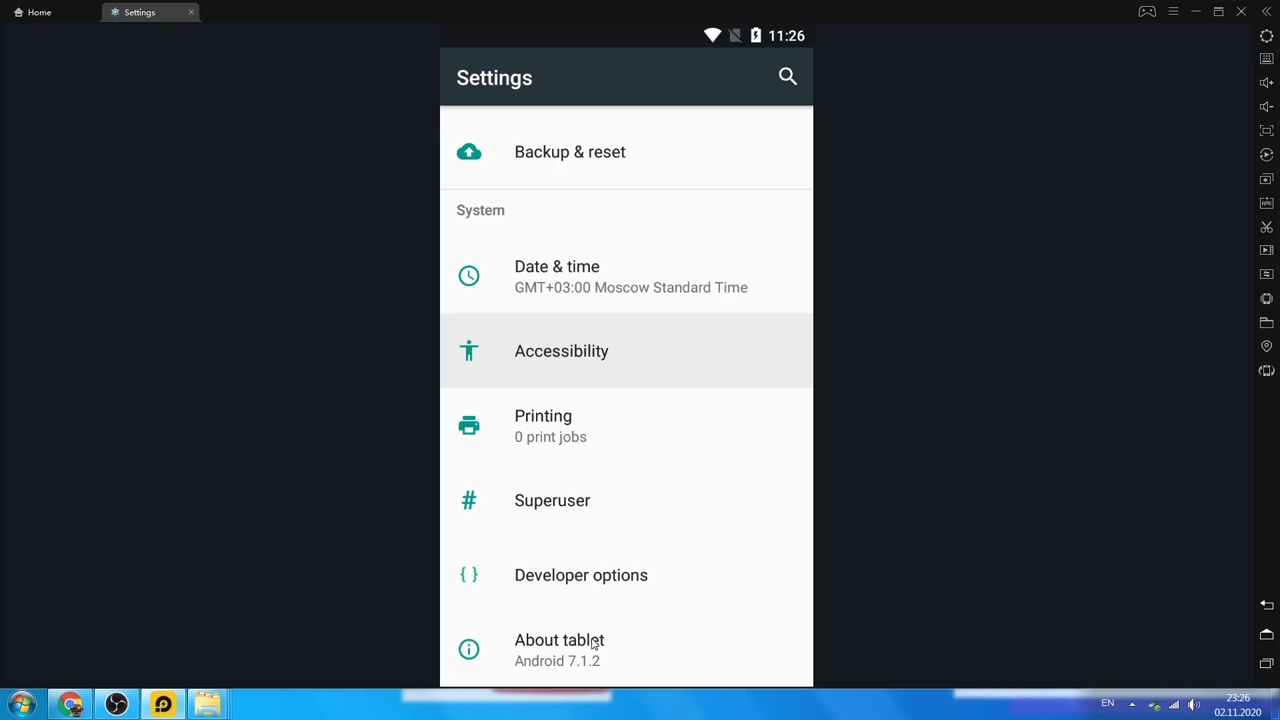 Home
Settings
11:26
Settings
Backup & reset
System
Date & time
GMT+03:00 Moscow Standard Time
Accessibility
Printing
0 print jobs
#
Superuser
{ }
Developer options
About tablet
Android 7.1.2
EN
23:26
02.11.2020